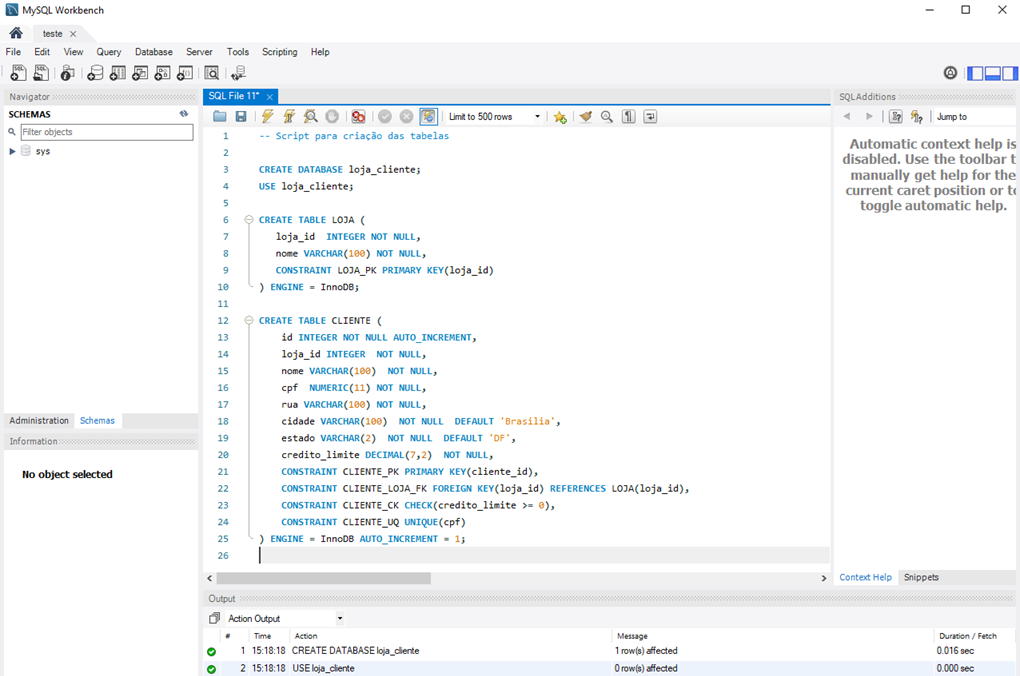 MySQL Workbench
teste
File Edit View Query Database Server Tools Scripting Help
Navigator
SCHEMAS
Filter objects
sys
Administration Schemas
Information
No object selected
SQL File 11*
Limit to 500 rows
1 -- Script para criação das tabelas
2
3 CREATE DATABASE loja_cliente;
4 USE loja_cliente;
5
6 CREATE TABLE LOJA (
7 loja_id INTEGER NOT NULL,
8 nome VARCHAR(100) NOT NULL,
9 CONSTRAINT LOJA_PK PRIMARY KEY(loja_id)
10 ) ENGINE = InnoDB;
11
12 CREATE TABLE CLIENTE (
13 id INTEGER NOT NULL AUTO_INCREMENT,
14 loja_id INTEGER NOT NULL,
15 nome VARCHAR(100) NOT NULL,
16 cpf NUMERIC(11) NOT NULL,
17 rua VARCHAR(100) NOT NULL,
18 cidade VARCHAR(100) NOT NULL DEFAULT 'Brasilia',
19 estado VARCHAR(2) NOT NULL DEFAULT 'DF',
20 credito_limite DECIMAL(7,2) NOT NULL,
21 CONSTRAINT CLIENTE_PK PRIMARY KEY(cliente_id),
22 CONSTRAINT CLIENTE_LOJA_FK FOREIGN KEY(loja_id) REFERENCES LOJA(loja_id),
23 CONSTRAINT CLIENTE_CK CHECK(credito_limite >= 0),
24 CONSTRAINT CLIENTE_UQ UNIQUE(cpf)
25 ) ENGINE = InnoDB AUTO_INCREMENT = 1;
26
SQLAdditions
Jump to
Automatic context help is
disabled. Use the toolbar t
manually get help for the
current caret position or to
toggle automatic help.
Context Help Snippets
Output
Action Output
# Time Action Message Duration / Fetch
1 15:18:18 CREATE DATABASE loja_cliente 1 row(s) affected 0.016 sec
2 15:18:18 USE loja_cliente 0 row(s) affected 0.000 sec